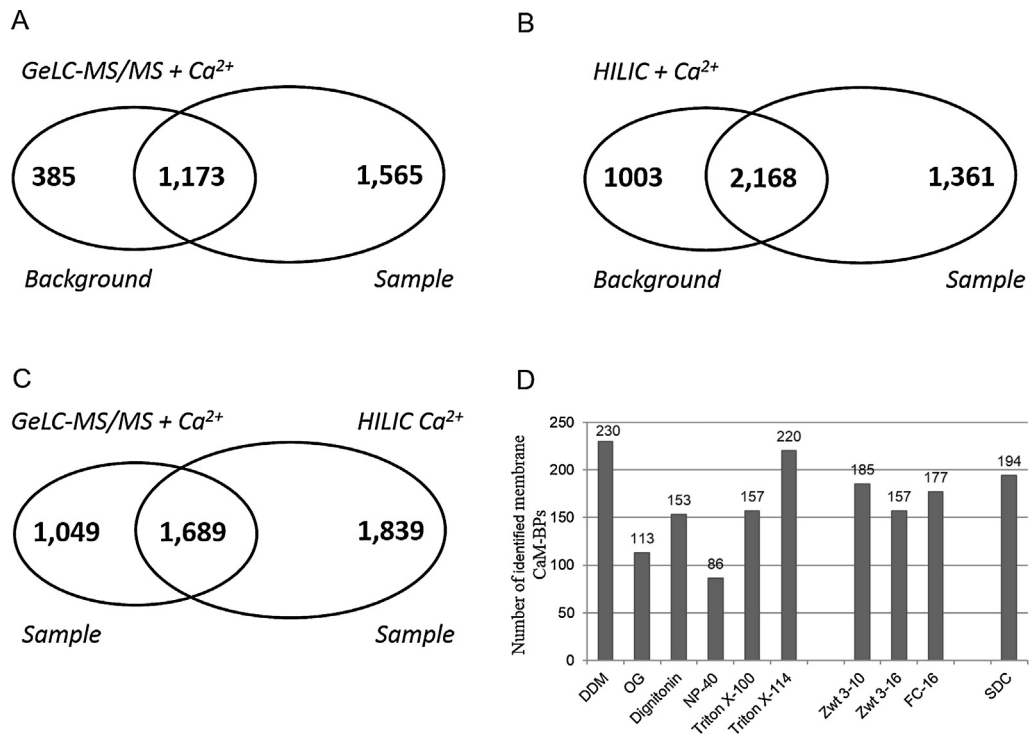 A
GeLC-MS/MS + Ca²⁺
385
1,173
1,565
Background
Sample
B
HILIC + Ca²⁺
1003
2,168
1,361
Background
Sample
C
GeLC-MS/MS + Ca²⁺
HILIC Ca²⁺
1,049
1,689
1,839
Sample
Sample
D
Number of identified membrane
CaM-BPs
250
200
150
100
50
0
230
113
153
86
157
220
185
157
177
194
DDM
OG
Dignitonin
NP-40
Triton X-100
Triton X-114
Zwt 3-10
Zwt 3-16
FC-16
SDC